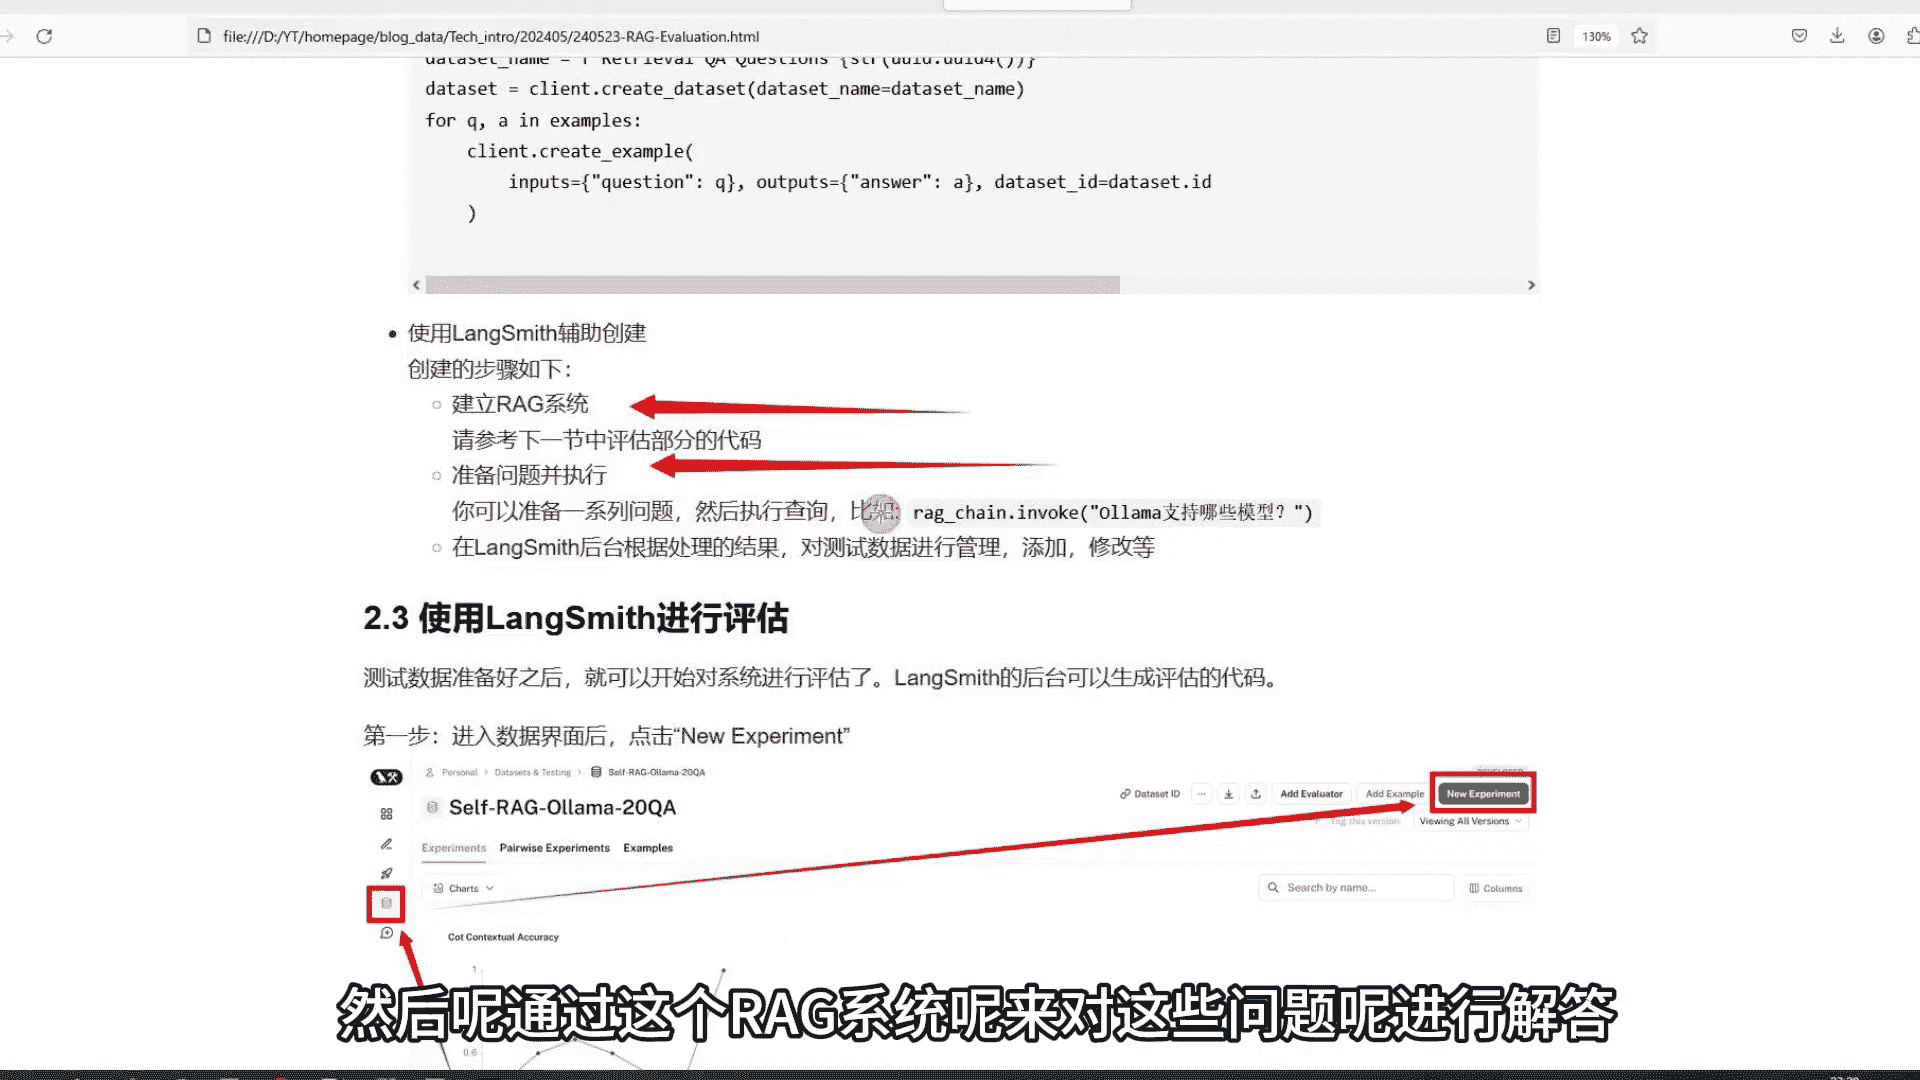 file:///D:/YT/homepage/blog_data/Tech_intro/202405/240523-RAG-Evaluation.html
130%
dataset_name = f"Retrieval QA Questions {str(uuid.uuid4())}"
dataset = client.create_dataset(dataset_name=dataset_name)
for q, a in examples:
client.create_example(
inputs={"question": q}, outputs={"answer": a}, dataset_id=dataset.id
)
使用LangSmith辅助创建
创建的步骤如下：
建立RAG系统
请参考下一节中评估部分的代码
准备问题并执行
你可以准备一系列问题，然后执行查询，比如: rag_chain.invoke("Ollama支持哪些模型？")
在LangSmith后台根据处理的结果，对测试数据进行管理，添加，修改等
2.3 使用LangSmith进行评估
测试数据准备好之后，就可以开始对系统进行评估了。LangSmith的后台可以生成评估的代码。
第一步：进入数据界面后，点击“New Experiment”
Personal > Datasets & Testing > Self-RAG-Ollama-20QA
DEVELOPER
Self-RAG-Ollama-20QA
Dataset ID
Add Evaluator
Add Example
New Experiment
Tag this version
Viewing All Versions
Experiments
Pairwise Experiments
Examples
Charts
Search by name...
Columns
Cot Contextual Accuracy
1
然后呢通过这个RAG系统呢来对这些问题呢进行解答
0.6